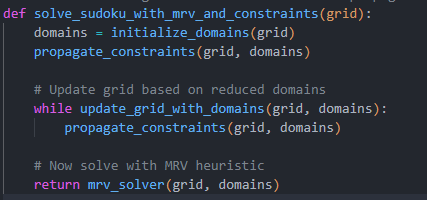 def solve_sudoku_with_mrv_and_constraints(grid):
    domains = initialize_domains(grid)
    propagate_constraints(grid, domains)

    # Update grid based on reduced domains
    while update_grid_with_domains(grid, domains):
        propagate_constraints(grid, domains)

    # Now solve with MRV heuristic
    return mrv_solver(grid, domains)